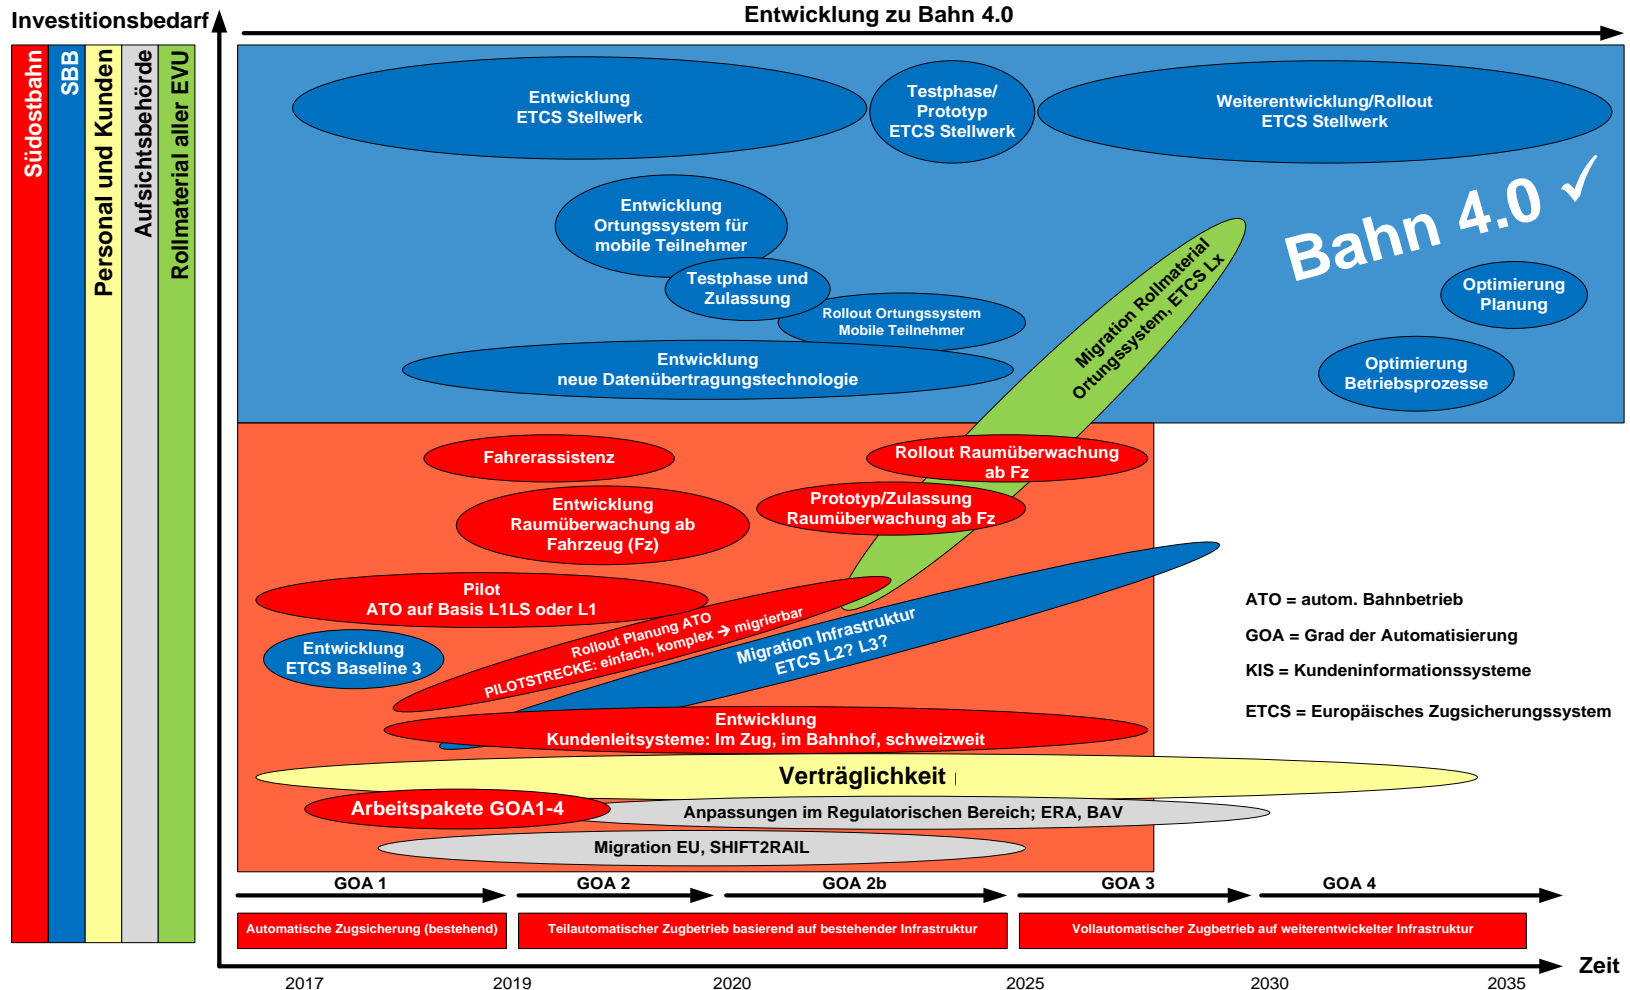 Investitionsbedarf
Entwicklung zu Bahn 4.0
Südostbahn
SBB
Personal und Kunden
Aufsichtsbehörde
Rollmaterial aller EVU
Entwicklung
ETCS Stellwerk
Testphase/
Prototyp
ETCS Stellwerk
Weiterentwicklung/Rollout
ETCS Stellwerk
Entwicklung
Ortungssystem für
mobile Teilnehmer
Testphase und
Zulassung
Rollout Ortungssystem
Mobile Teilnehmer
Entwicklung
neue Datenübertragungstechnologie
Migration Rollmaterial
Ortungssystem, ETCS Lx
Bahn 4.0 ✓
Optimierung
Planung
Optimierung
Betriebsprozesse
Fahrerassistenz
Rollout Raumüberwachung
ab Fz
Entwicklung
Raumüberwachung ab
Fahrzeug (Fz)
Prototyp/Zulassung
Raumüberwachung ab Fz
Pilot
ATO auf Basis L1LS oder L1
Entwicklung
ETCS Baseline 3
Rollout Planung ATO
PILOTSTRECKE: einfach, komplex → migrierbar
Migration Infrastruktur
ETCS L2? L3?
Entwicklung
Kundenleitsysteme: Im Zug, im Bahnhof, schweizweit
Verträglichkeit
Arbeitspakete GOA1-4
Anpassungen im Regulatorischen Bereich; ERA, BAV
Migration EU, SHIFT2RAIL
ATO = autom. Bahnbetrieb
GOA = Grad der Automatisierung
KIS = Kundeninformationssysteme
ETCS = Europäisches Zugsicherungssystem
GOA 1
GOA 2
GOA 2b
GOA 3
GOA 4
Automatische Zugsicherung (bestehend)
Teilautomatischer Zugbetrieb basierend auf bestehender Infrastruktur
Vollautomatischer Zugbetrieb auf weiterentwickelter Infrastruktur
Zeit
2017
2019
2020
2025
2030
2035